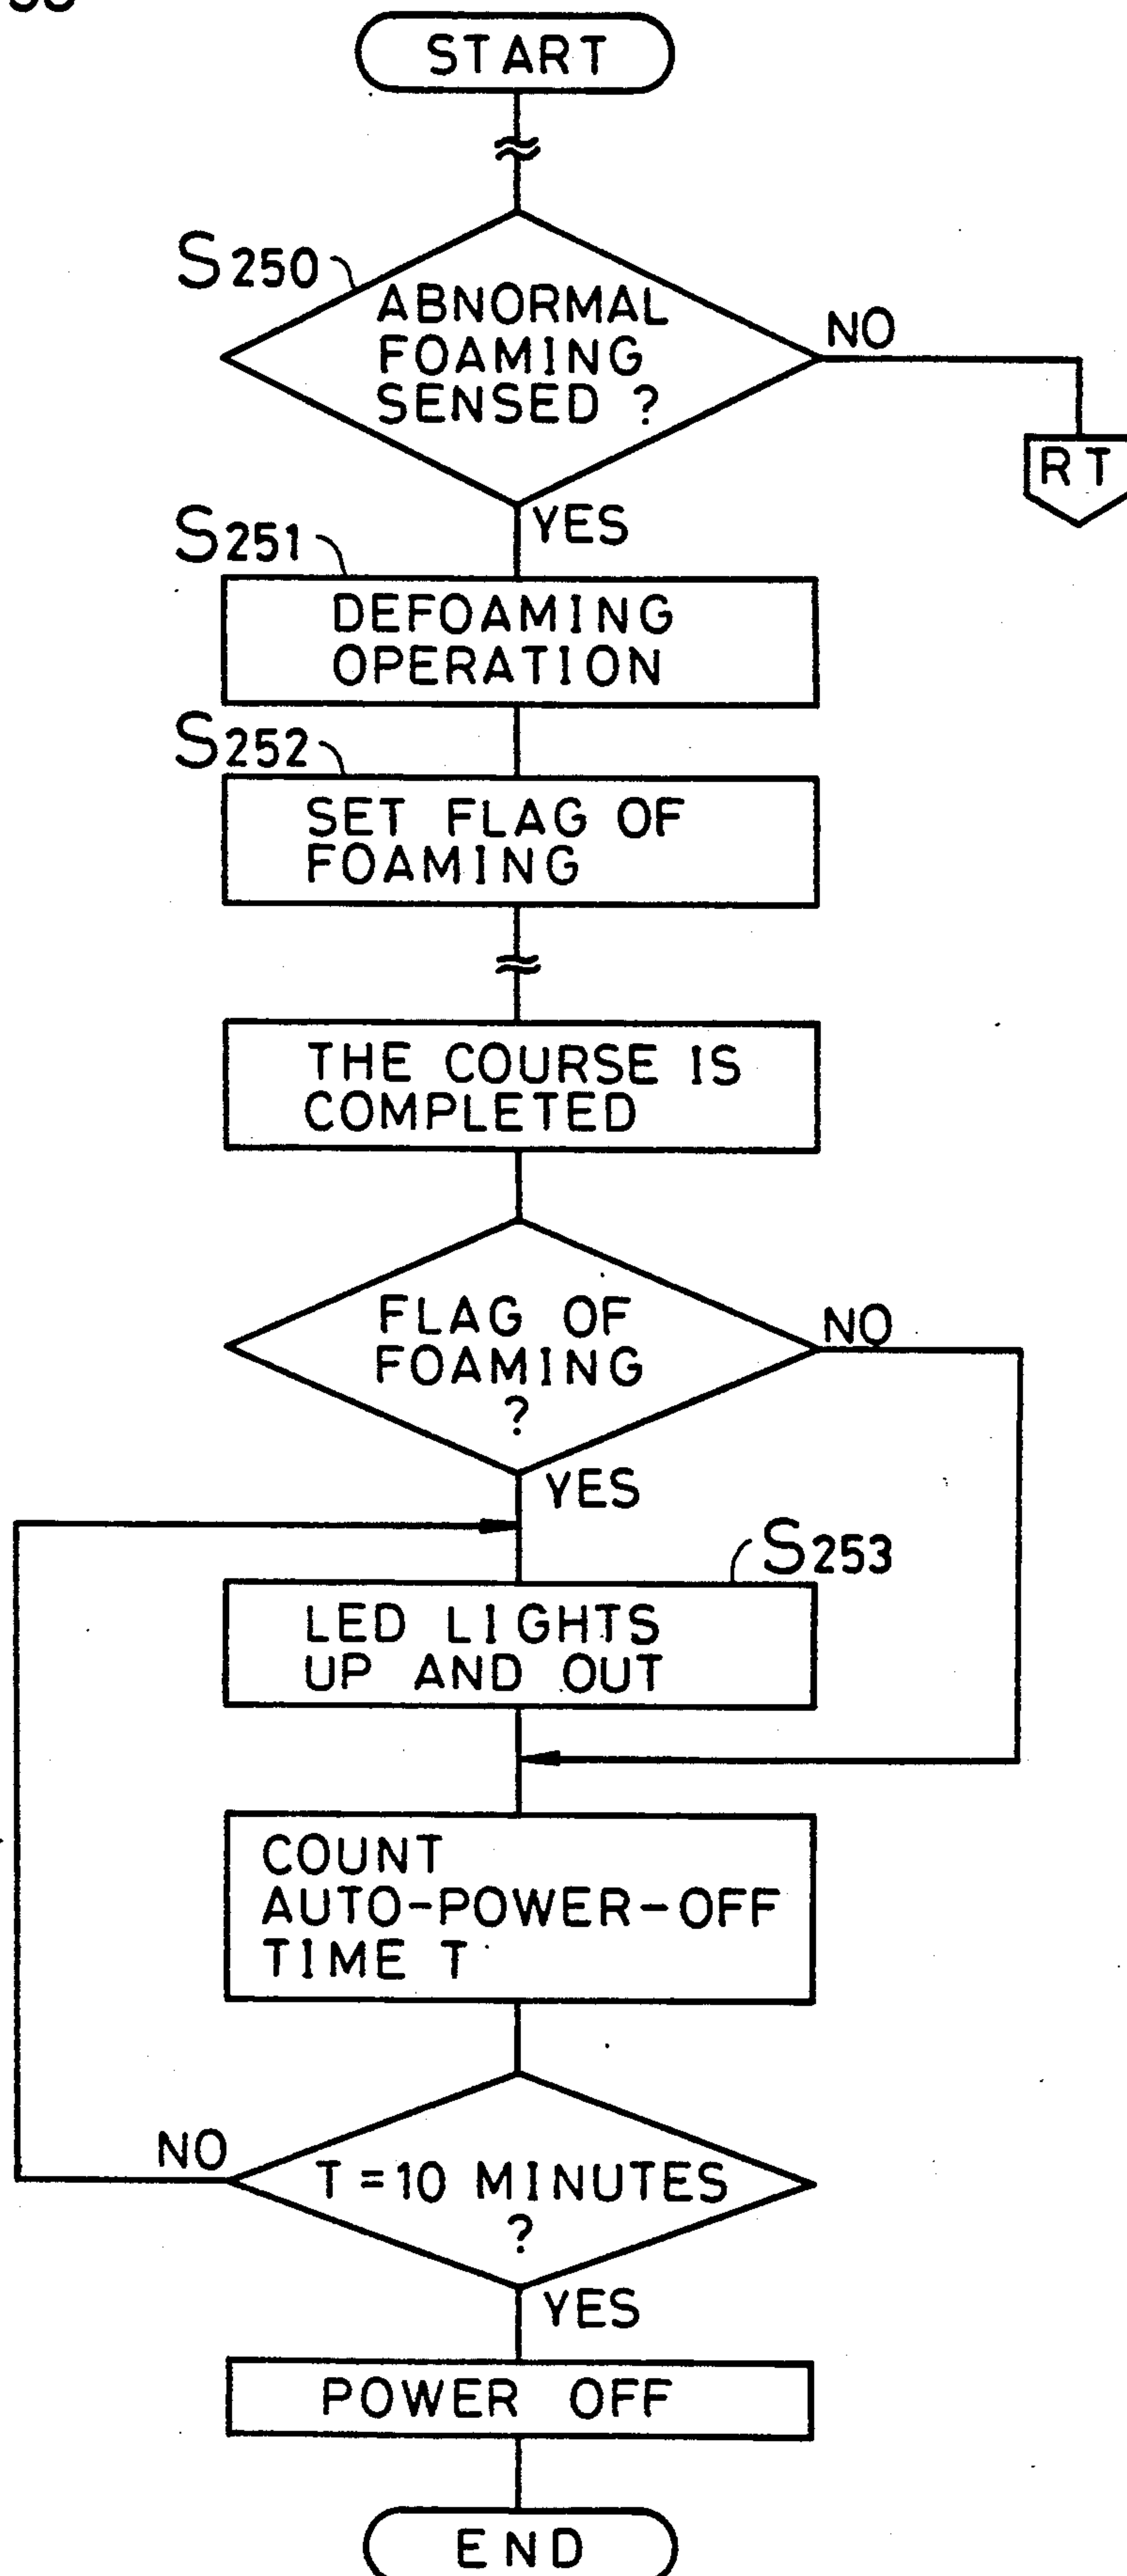 START
S250
ABNORMAL
FOAMING
SENSED ?
NO
RT
YES
S251
DEFOAMING
OPERATION
S252
SET FLAG OF
FOAMING
THE COURSE IS
COMPLETED
FLAG OF
FOAMING
?
NO
YES
S253
LED LIGHTS
UP AND OUT
COUNT
AUTO-POWER-OFF
TIME T
NO
T=10 MINUTES
?
YES
POWER OFF
END